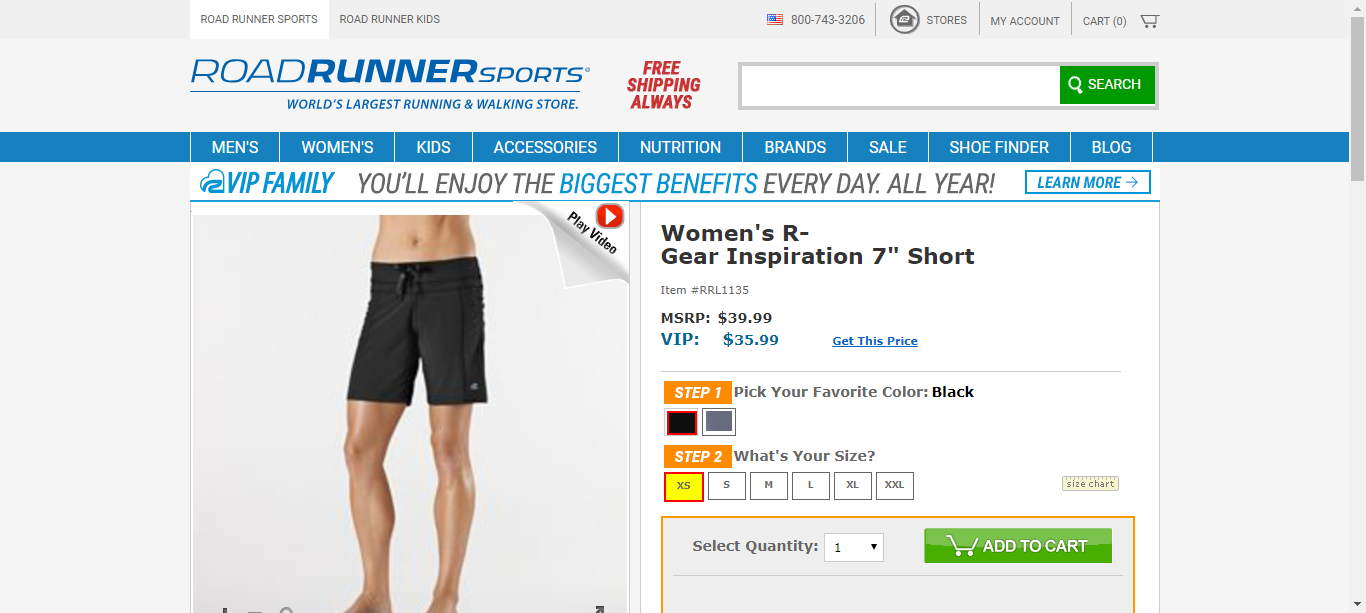 ROAD RUNNER SPORTS ROAD RUNNER KIDS 800-743-3206 STORES MY ACCOUNT CART (0)
ROADRUNNERSPORTS®
WORLD'S LARGEST RUNNING & WALKING STORE.
FREE
SHIPPING
ALWAYS
SEARCH
MEN'S WOMEN'S KIDS ACCESSORIES NUTRITION BRANDS SALE SHOE FINDER BLOG
VIP FAMILY YOU'LL ENJOY THE BIGGEST BENEFITS EVERY DAY. ALL YEAR! LEARN MORE →
Play Video
Women's R-
Gear Inspiration 7" Short
Item #RRL1135
MSRP: $39.99
VIP: $35.99 Get This Price
STEP 1 Pick Your Favorite Color: Black
STEP 2 What's Your Size?
XS S M L XL XXL size chart
Select Quantity: 1 ADD TO CART